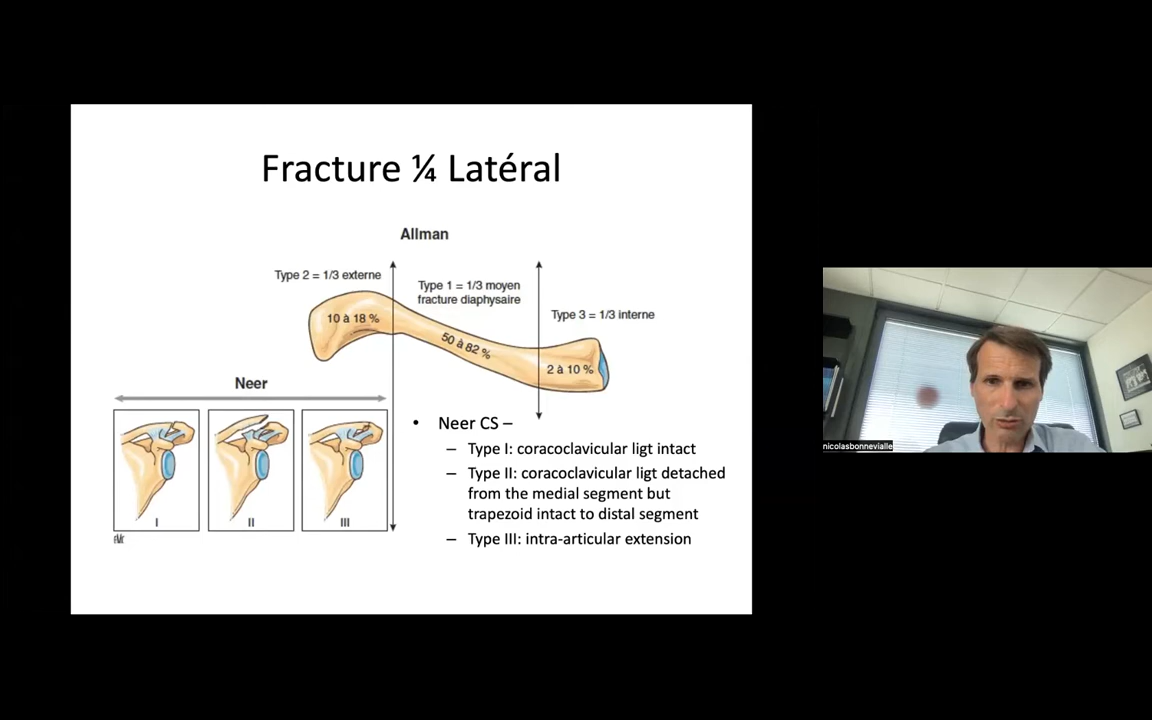 Fracture ¼ Latéral
Allman
Type 2 = 1/3 externe
Type 1 = 1/3 moyen
fracture diaphysaire
Type 3 = 1/3 interne
10 à 18 %
50 à 82 %
2 à 10 %
Neer
I
II
III
• Neer CS –
– Type I: coracoclavicular ligt intact
– Type II: coracoclavicular ligt detached
from the medial segment but
trapezoid intact to distal segment
– Type III: intra-articular extension
nicolasbonnevialle